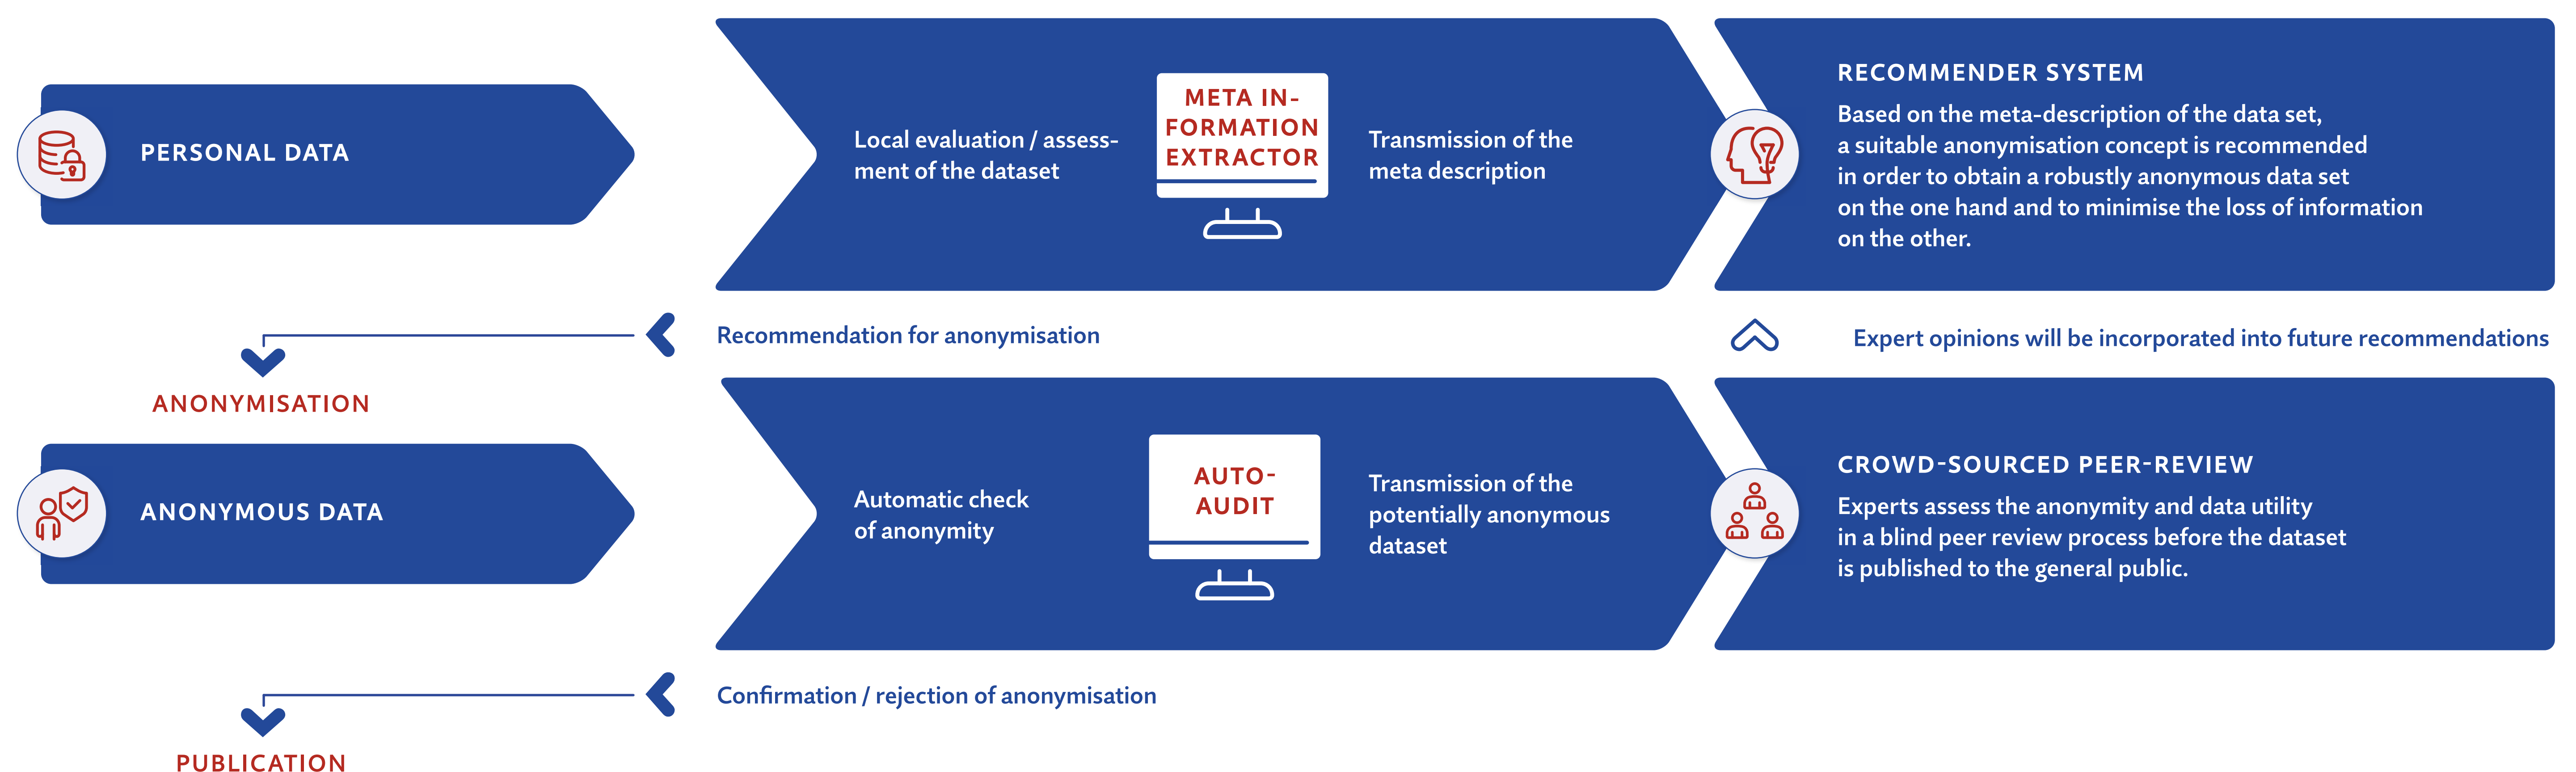 PERSONAL DATA
Local evaluation / assess-
ment of the dataset
META IN-
FORMATION
EXTRACTOR
Transmission of the
meta description
RECOMMENDER SYSTEM
Based on the meta-description of the data set,
a suitable anonymisation concept is recommended
in order to obtain a robustly anonymous data set
on the one hand and to minimise the loss of information
on the other.
Recommendation for anonymisation
Expert opinions will be incorporated into future recommendations
ANONYMISATION
ANONYMOUS DATA
Automatic check
of anonymity
AUTO-
AUDIT
Transmission of the
potentially anonymous
dataset
CROWD-SOURCED PEER-REVIEW
Experts assess the anonymity and data utility
in a blind peer review process before the dataset
is published to the general public.
Confirmation / rejection of anonymisation
PUBLICATION